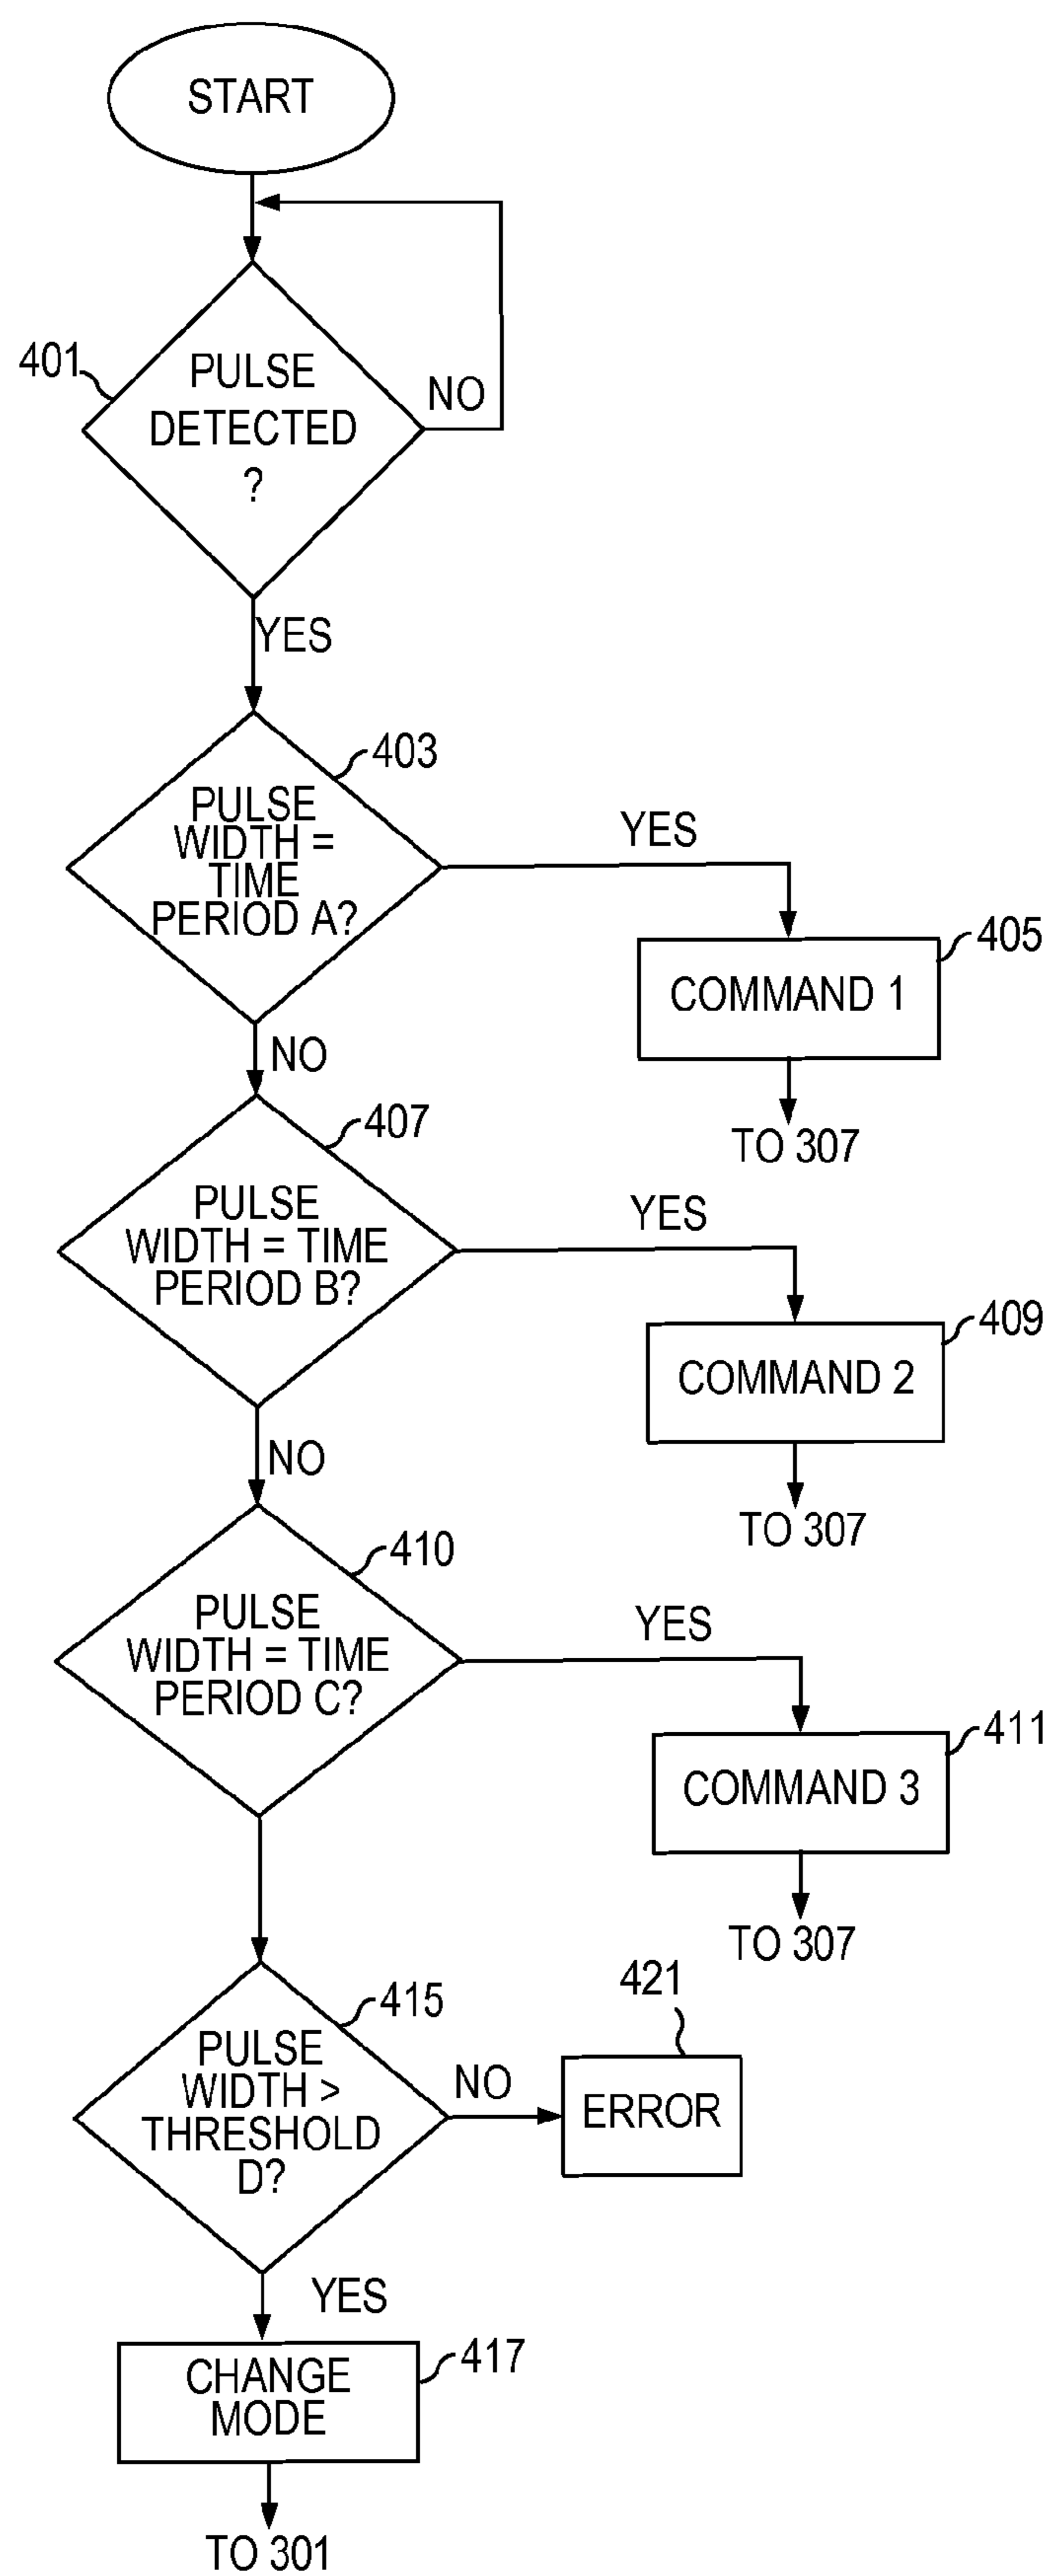 START
401
PULSE
DETECTED
?
NO
YES
403
PULSE
WIDTH =
TIME
PERIOD A?
YES
405
COMMAND 1
TO 307
NO
407
PULSE
WIDTH = TIME
PERIOD B?
YES
409
COMMAND 2
TO 307
NO
410
PULSE
WIDTH = TIME
PERIOD C?
YES
411
COMMAND 3
TO 307
415
PULSE
WIDTH >
THRESHOLD
D?
NO
421
ERROR
YES
417
CHANGE
MODE
TO 301